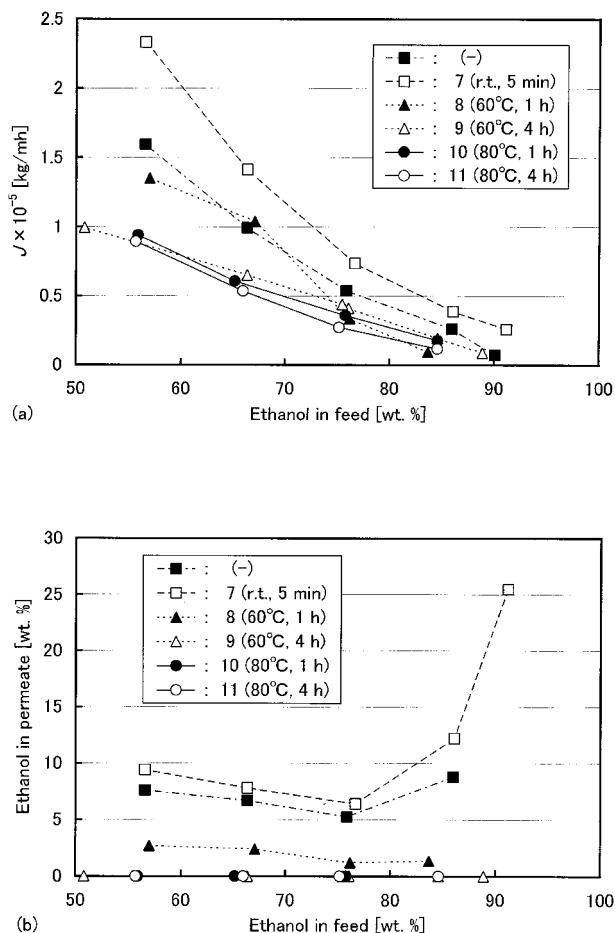 2.5
2
1.5
1
0.5
0
J×10⁻⁵ [kg/mh]
: (-)
: 7 (r.t., 5 min)
: 8 (60°C, 1 h)
: 9 (60°C, 4 h)
: 10 (80°C, 1 h)
: 11 (80°C, 4 h)
50 60 70 80 90 100
(a) Ethanol in feed [wt. %]
30
25
20
15
10
5
0
Ethanol in permeate [wt. %]
: (-)
: 7 (r.t., 5 min)
: 8 (60°C, 1 h)
: 9 (60°C, 4 h)
: 10 (80°C, 1 h)
: 11 (80°C, 4 h)
50 60 70 80 90 100
(b) Ethanol in feed [wt. %]